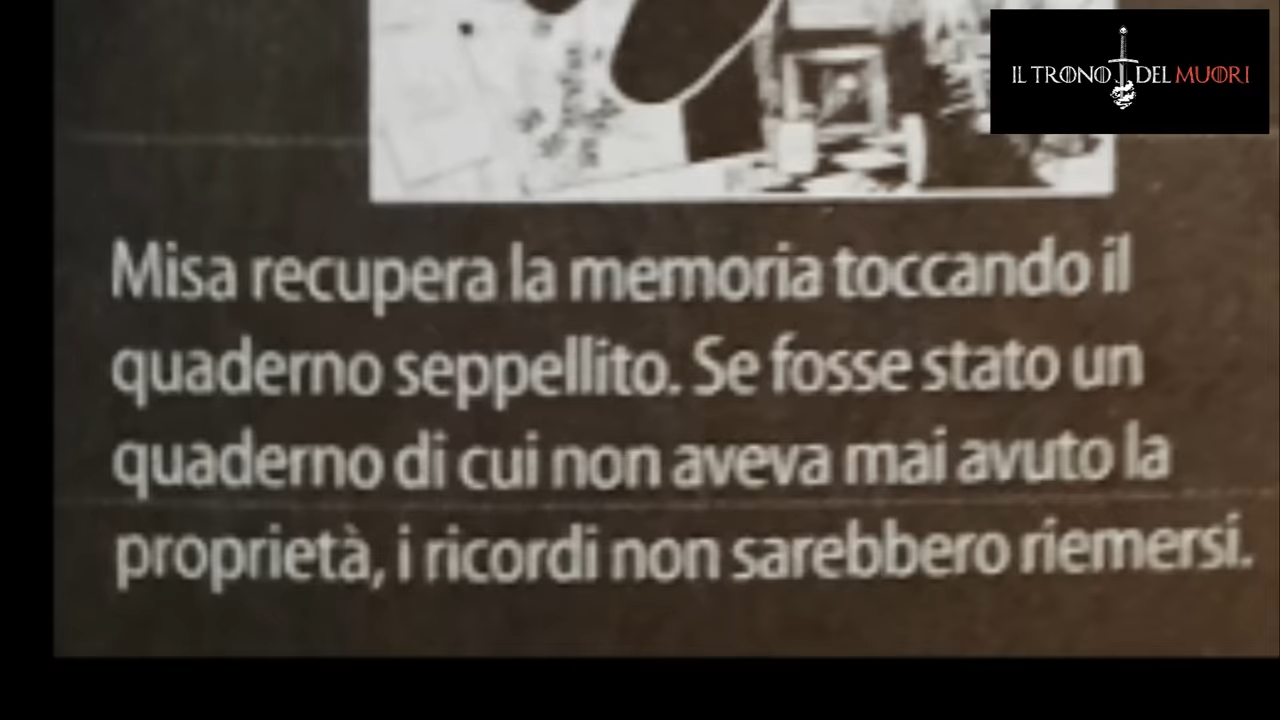 IL TRONO DEL MUORI
Misa recupera la memoria toccando il
quaderno seppellito. Se fosse stato un
quaderno di cui non aveva mai avuto la
proprietà, i ricordi non sarebbero riemersi.